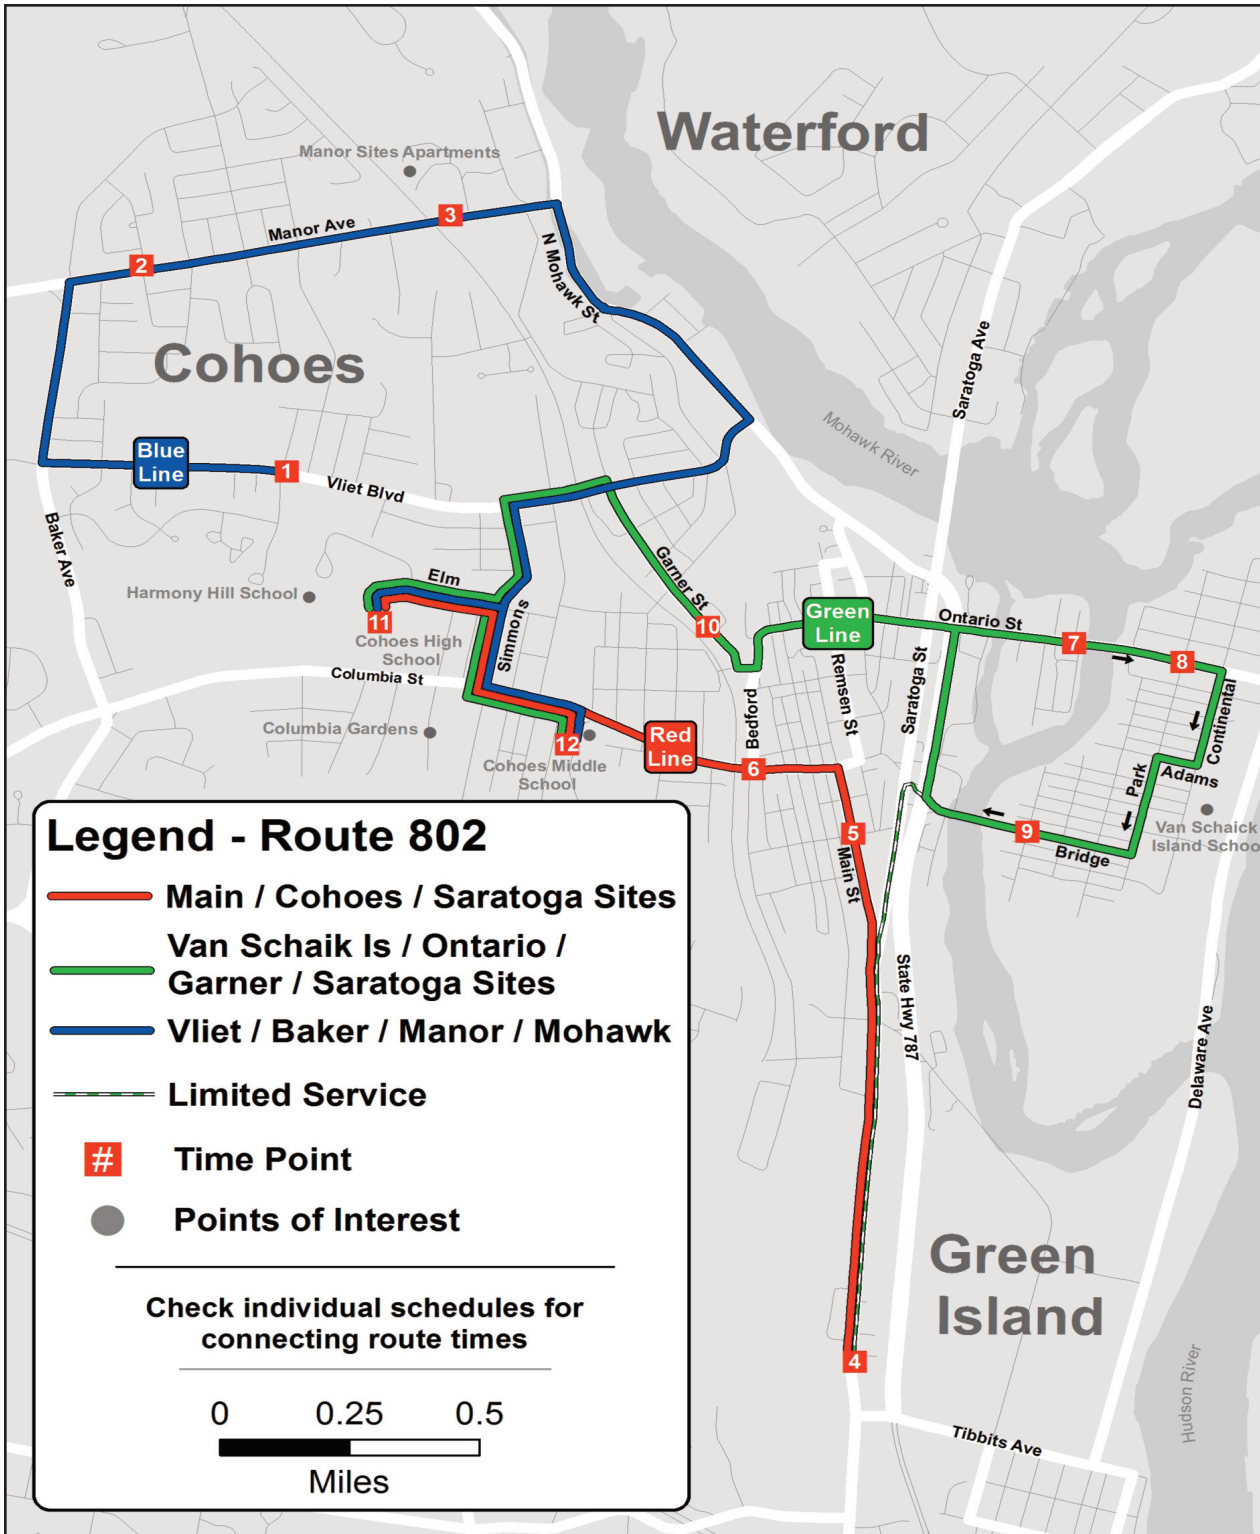 Waterford
Manor Sites Apartments
3
Manor Ave
2
N Mohawk St
Cohoes
Saratoga Ave
Mohawk River
Blue
Line
1
Vliet Blvd
Baker Ave
Harmony Hill School
Elm
11
Cohoes High
School
Simmons
Garner St
10
Green
Line
Ontario St
7
8
Columbia St
Columbia Gardens
12
Cohoes Middle
School
Red
Line
Bedford
6
Remsen St
Saratoga St
Continental
Adams
Park
Van Schaick
Island School
9
Bridge
5
Main St
State Hwy 787
Delaware Ave
Green
Island
4
Tibbits Ave
Hudson River
Legend - Route 802
Main / Cohoes / Saratoga Sites
Van Schaik Is / Ontario /
Garner / Saratoga Sites
Vliet / Baker / Manor / Mohawk
Limited Service
# Time Point
Points of Interest
Check individual schedules for
connecting route times
0 0.25 0.5
Miles